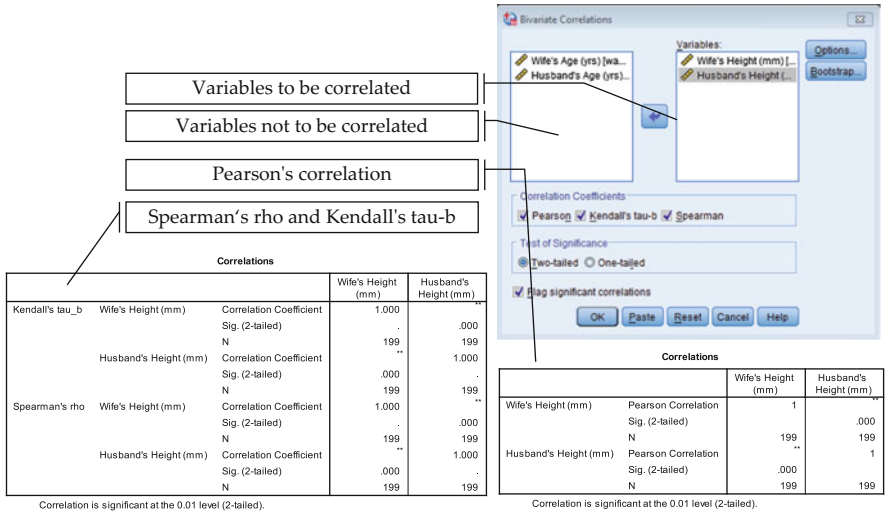 Bivariate Correlations
Wife's Age (yrs) [wa...
Husband's Age (yrs)...
Variables:
Wife's Height (mm) [...
Husband's Height (...
Options...
Bootstrap...
Variables to be correlated
Variables not to be correlated
Pearson's correlation
Spearman‘s rho and Kendall's tau-b
Correlation Coefficients
Pearson Kendall's tau-b Spearman
Test of Significance
Two-tailed One-tailed
Flag significant correlations
OK Paste Reset Cancel Help
Correlations
Wife's Height (mm) Husband's Height (mm)
Kendall's tau_b Wife's Height (mm) Correlation Coefficient 1.000 **
Sig. (2-tailed) . .000
N 199 199
Husband's Height (mm) Correlation Coefficient ** 1.000
Sig. (2-tailed) .000 .
N 199 199
Spearman's rho Wife's Height (mm) Correlation Coefficient 1.000 **
Sig. (2-tailed) . .000
N 199 199
Husband's Height (mm) Correlation Coefficient ** 1.000
Sig. (2-tailed) .000 .
N 199 199
Correlation is significant at the 0.01 level (2-tailed).
Correlations
Wife's Height (mm) Husband's Height (mm)
Wife's Height (mm) Pearson Correlation 1 **
Sig. (2-tailed) .000
N 199 199
Husband's Height (mm) Pearson Correlation ** 1
Sig. (2-tailed) .000
N 199 199
Correlation is significant at the 0.01 level (2-tailed).